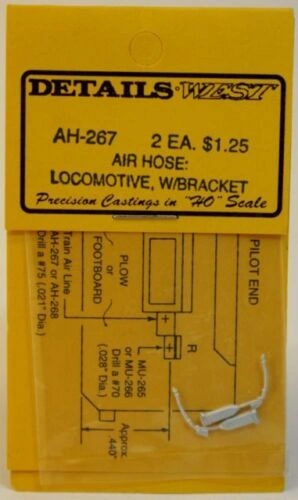 DETAILS WEST
AH-267 2 EA. $1.25
AIR HOSE:
LOCOMOTIVE, W/BRACKET
Precision Castings in "HO" Scale
Train Air Line
AH-267 or AH-268
Drill a #75 (.021" Dia.)
PLOW
or
FOOTBOARD
PILOT END
R
MU-265
or MU-266
Drill a #70
(.028" Dia.)
Approx.
.440"